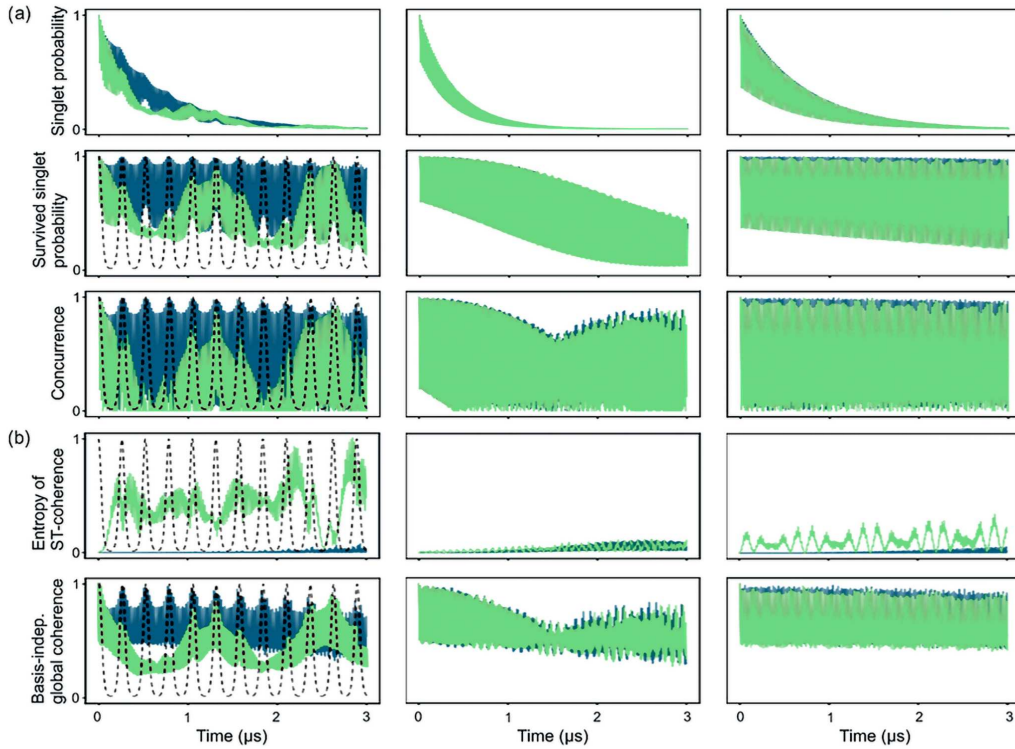 (a)
Singlet probability
1
0
Survived singlet
probability
1
0
Concurrence
1
0
(b)
Entropy of
ST-coherence
1
0
Basis-indep.
global coherence
1
0
0 1 2 3
0 1 2 3
0 1 2 3
Time (μs)
Time (μs)
Time (μs)